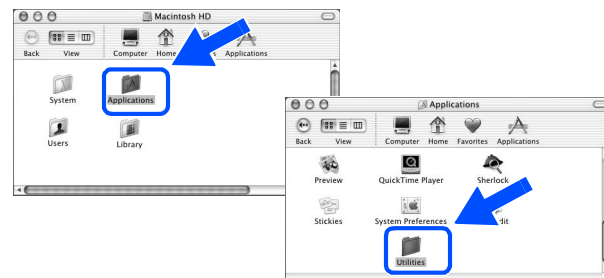 Macintosh HD
Back View Computer Home Applications
System Applications
Users Library
Applications
Back View Computer Home Favorites Applications
Preview QuickTime Player Sherlock
Stickies System Preferences
Utilities